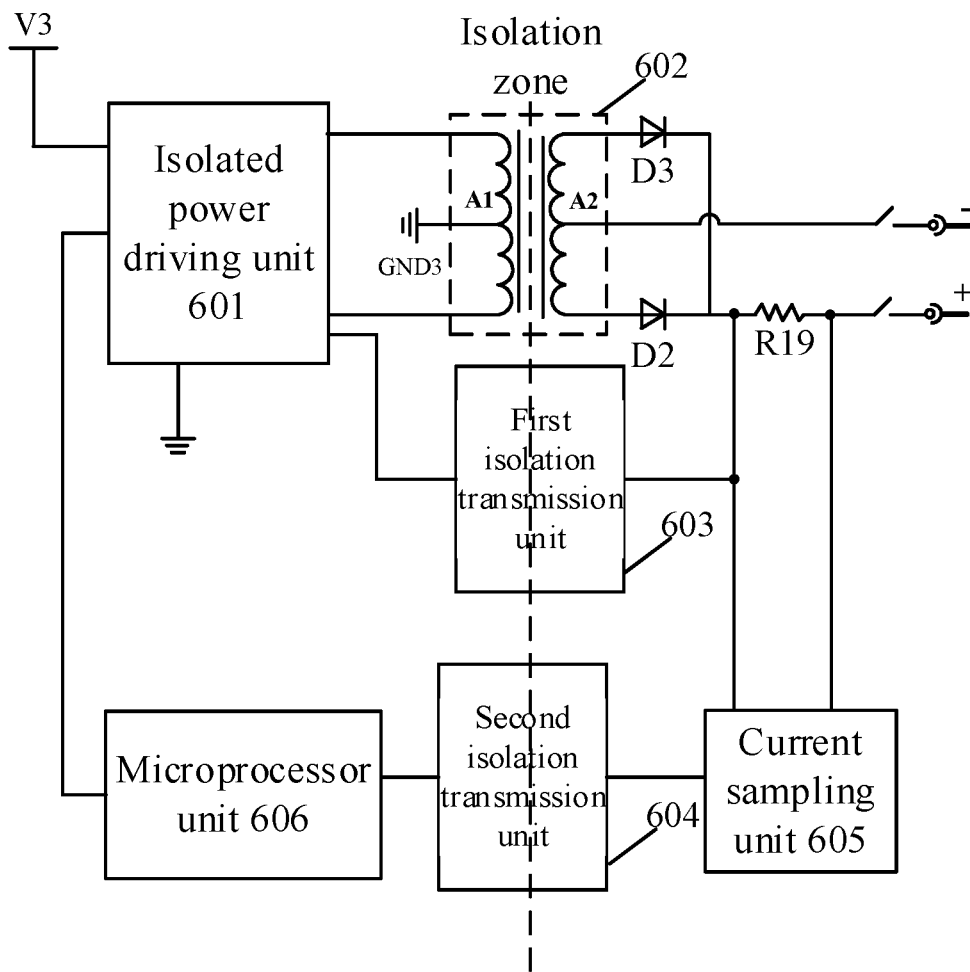 V3
Isolation
zone
602
Isolated
power
driving unit
601
A1
A2
GND3
D3
-
+
D2
R19
First
isolation
transmission
unit
603
Microprocessor
unit 606
Second
isolation
transmission
unit
604
Current
sampling
unit 605